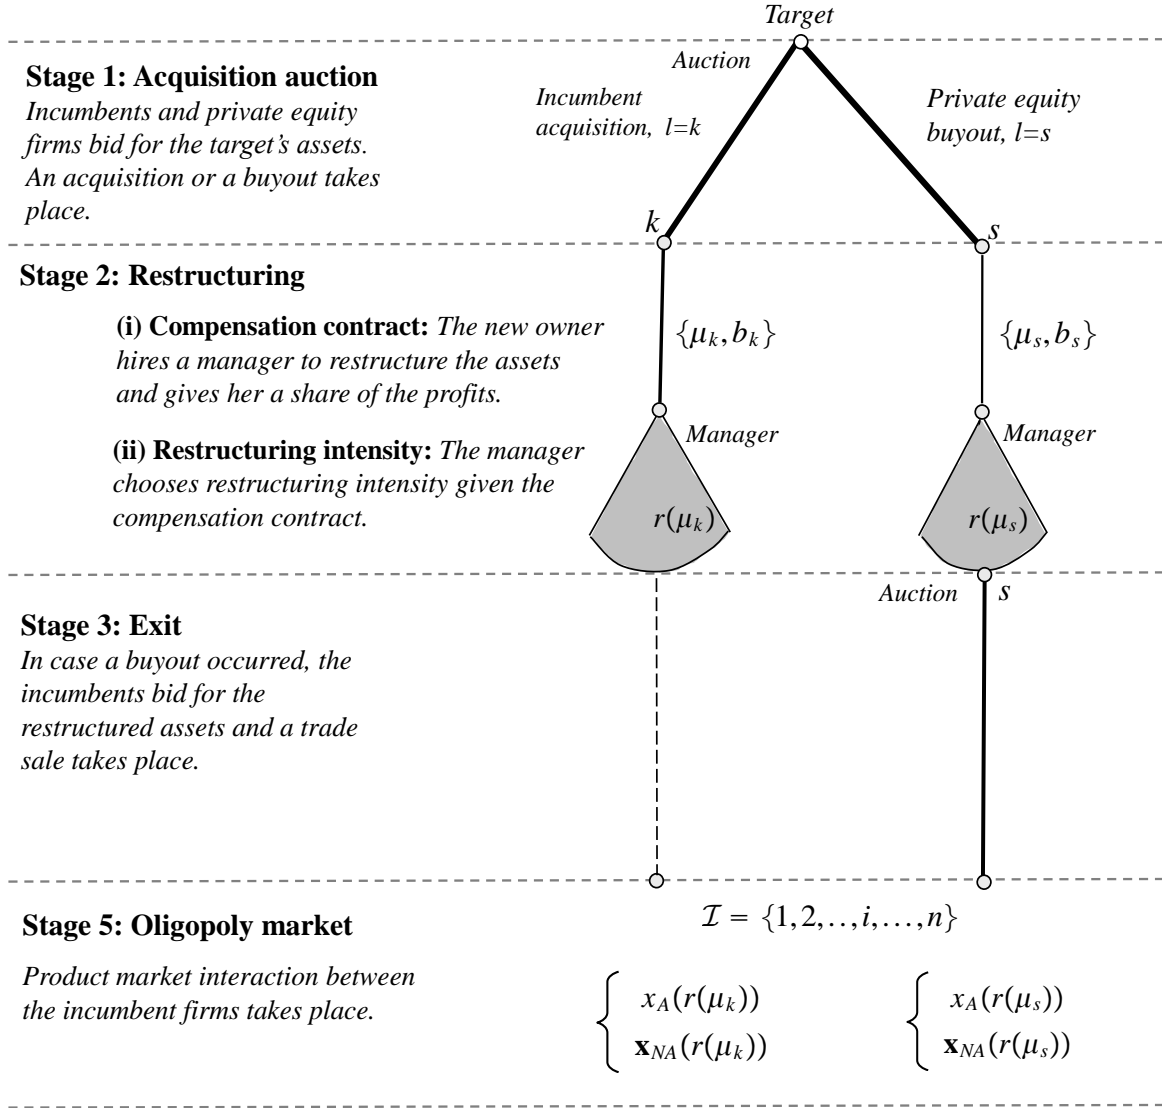 Target
Auction
Stage 1: Acquisition auction
Incumbents and private equity
firms bid for the target's assets.
An acquisition or a buyout takes
place.
Incumbent
acquisition, l=k
Private equity
buyout, l=s
k
s
Stage 2: Restructuring
(i) Compensation contract: The new owner
hires a manager to restructure the assets
and gives her a share of the profits.
{μk, bk}
{μs, bs}
(ii) Restructuring intensity: The manager
chooses restructuring intensity given the
compensation contract.
Manager
Manager
r(μk)
r(μs)
Auction
s
Stage 3: Exit
In case a buyout occurred, the
incumbents bid for the
restructured assets and a trade
sale takes place.
Stage 5: Oligopoly market
Product market interaction between
the incumbent firms takes place.
ℐ = {1,2,..,i,...,n}
xA(r(μk))
xNA(r(μk))
xA(r(μs))
xNA(r(μs))